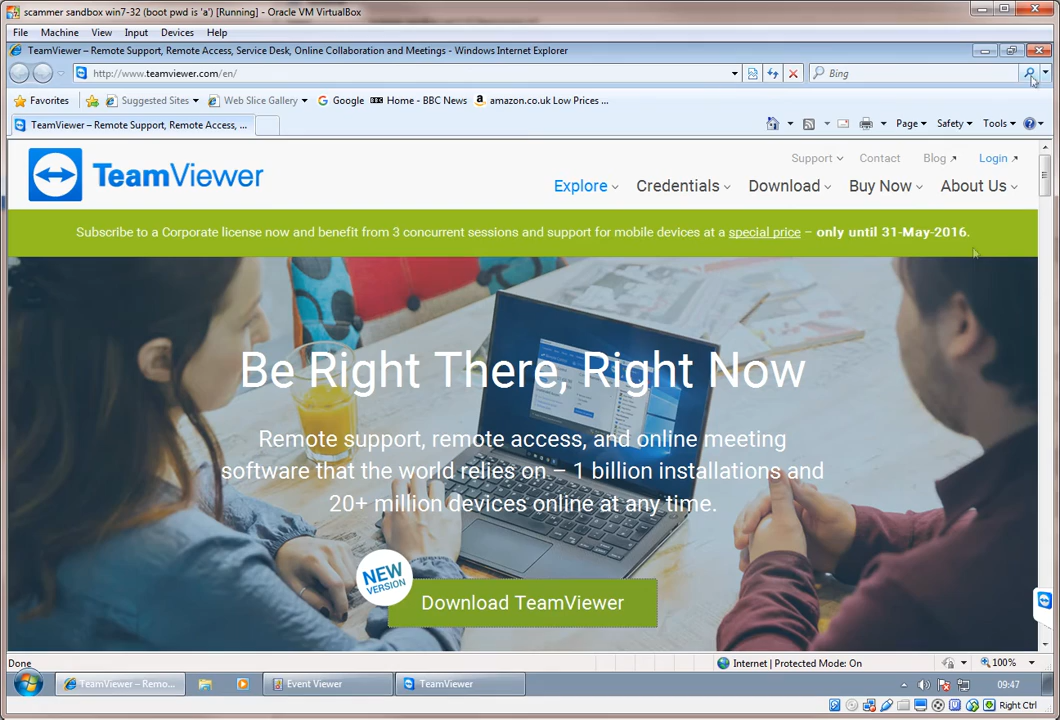 scammer sandbox win7-32 (boot pwd is 'a') [Running] - Oracle VM VirtualBox
File Machine View Input Devices Help
TeamViewer – Remote Support, Remote Access, Service Desk, Online Collaboration and Meetings - Windows Internet Explorer
http://www.teamviewer.com/en/ Bing
Favorites Suggested Sites Web Slice Gallery Google Home - BBC News amazon.co.uk Low Prices ...
TeamViewer – Remote Support, Remote Access, ... Page Safety Tools
Support Contact Blog Login
TeamViewer
Explore Credentials Download Buy Now About Us
Subscribe to a Corporate license now and benefit from 3 concurrent sessions and support for mobile devices at a special price – only until 31-May-2016.
Be Right There, Right Now
Remote support, remote access, and online meeting
software that the world relies on – 1 billion installations and
20+ million devices online at any time.
NEW
VERSION
Download TeamViewer
Done Internet | Protected Mode: On 100%
TeamViewer – Remo... Event Viewer TeamViewer 09:47
Right Ctrl